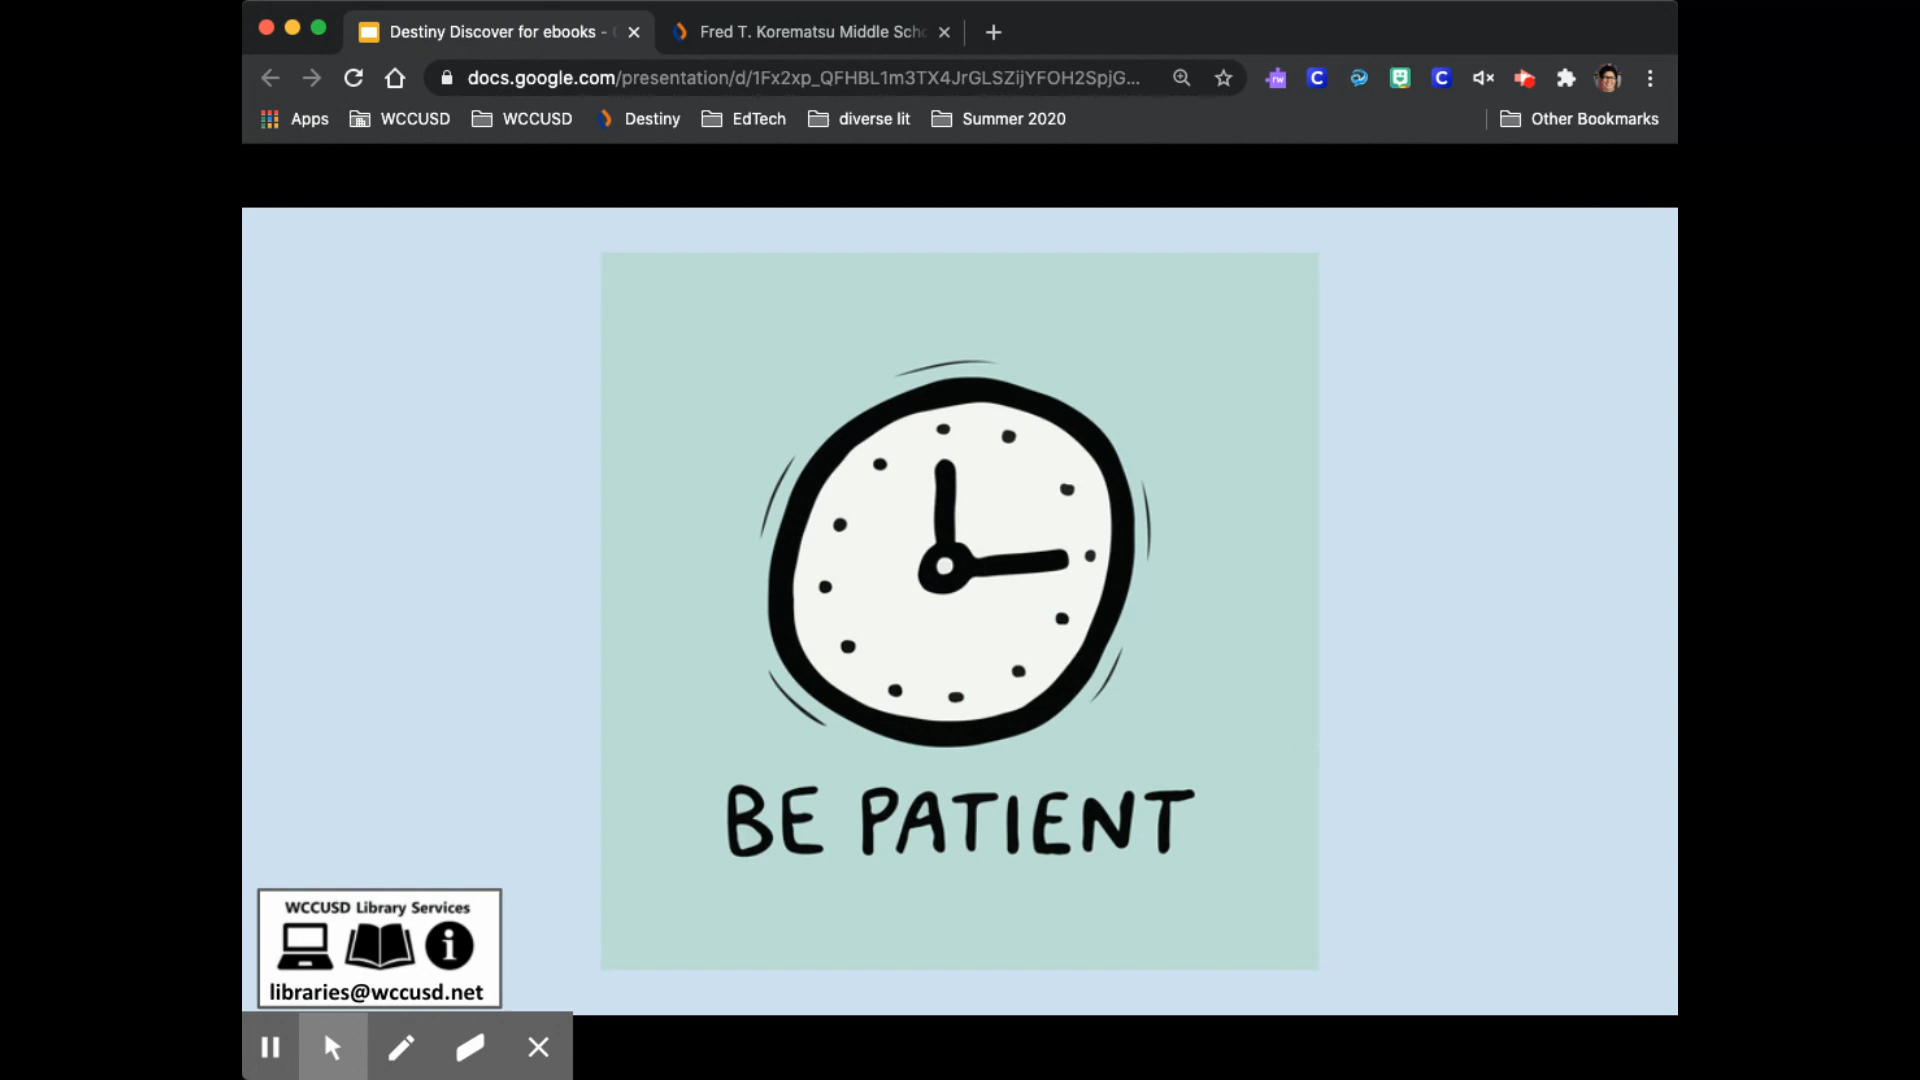 Destiny Discover for ebooks -
Fred T. Korematsu Middle Scho
docs.google.com/presentation/d/1Fx2xp_QFHBL1m3TX4JrGLSZijYFOH2SpjG...
Apps
WCCUSD
WCCUSD
Destiny
EdTech
diverse lit
Summer 2020
Other Bookmarks
BE PATIENT
WCCUSD Library Services
libraries@wccusd.net